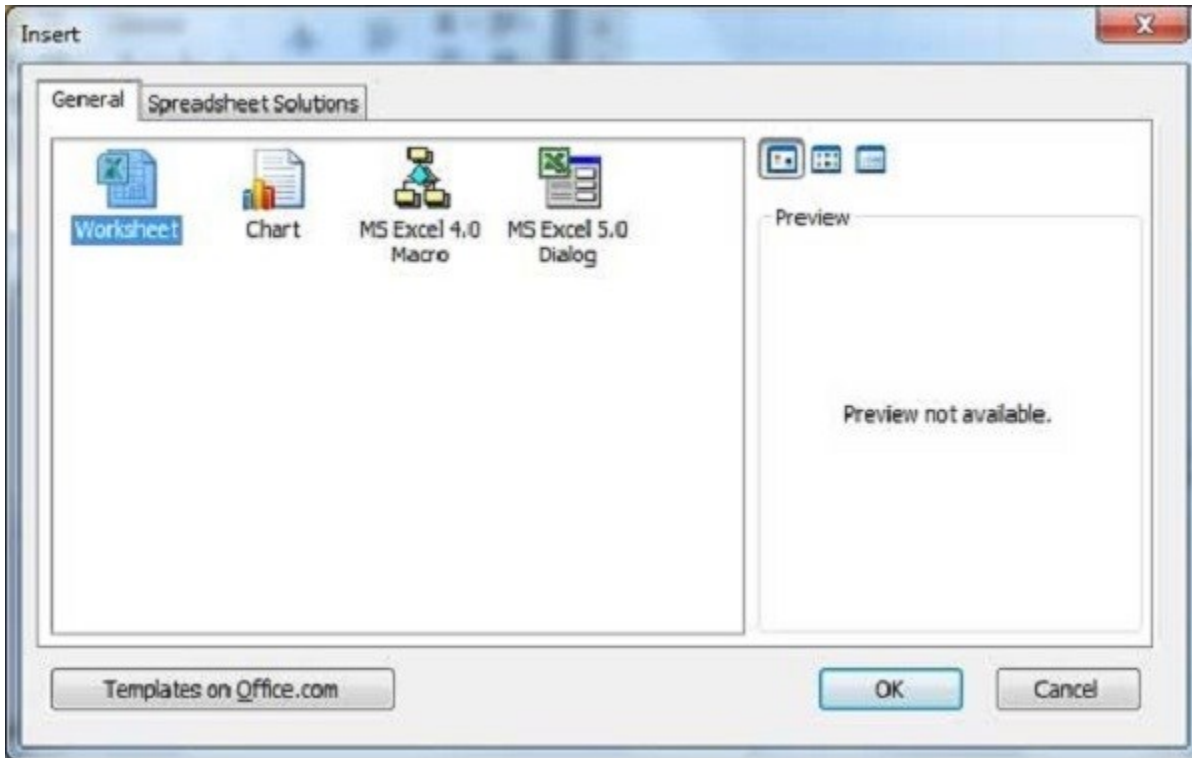 Insert
General
Spreadsheet Solutions
Worksheet
Chart
MS Excel 4.0
Macro
MS Excel 5.0
Dialog
Preview
Preview not available.
Templates on Office.com
OK
Cancel